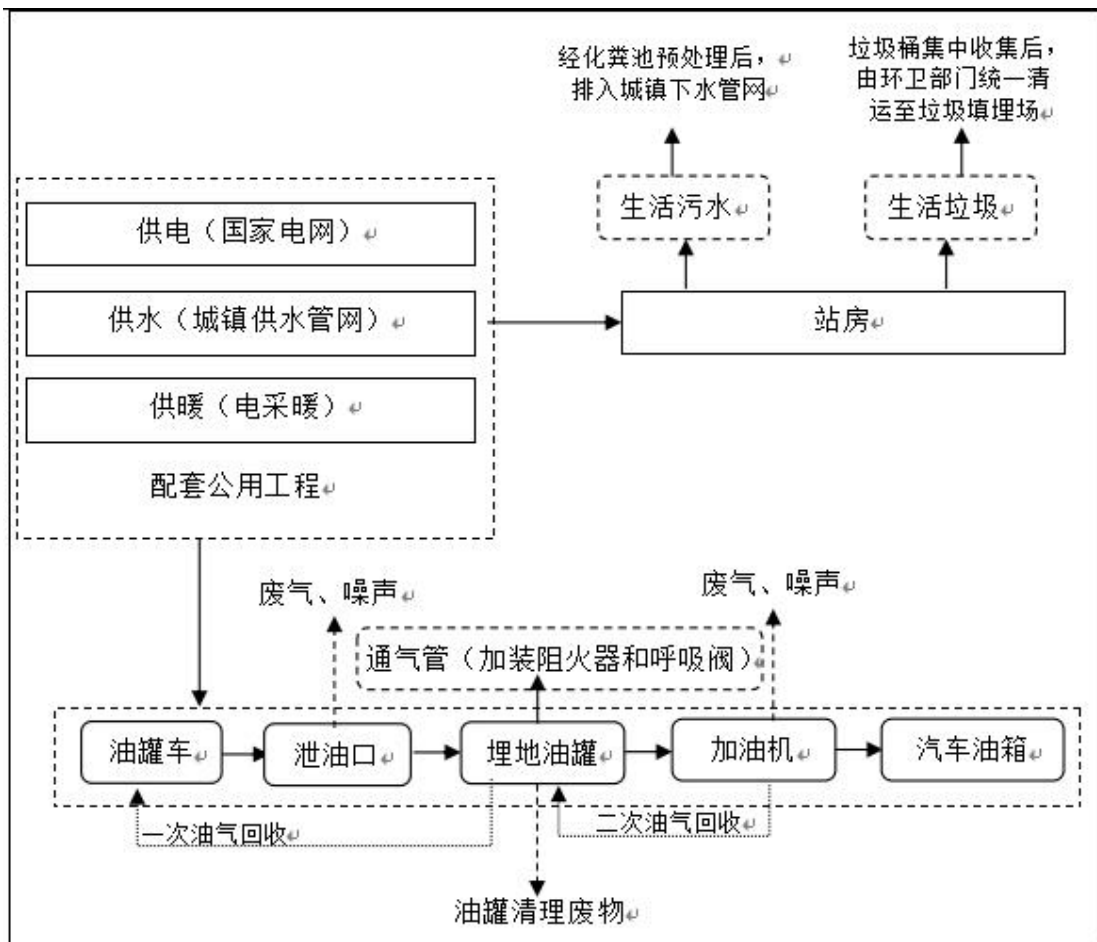 经化粪池预处理后，
排入城镇下水管网
垃圾桶集中收集后，
由环卫部门统一清
运至垃圾填埋场
生活污水
生活垃圾
供电（国家电网）
供水（城镇供水管网）
站房
供暖（电采暖）
配套公用工程
废气、噪声
废气、噪声
通气管（加装阻火器和呼吸阀）
油罐车
泄油口
埋地油罐
加油机
汽车油箱
一次油气回收
二次油气回收
油罐清理废物